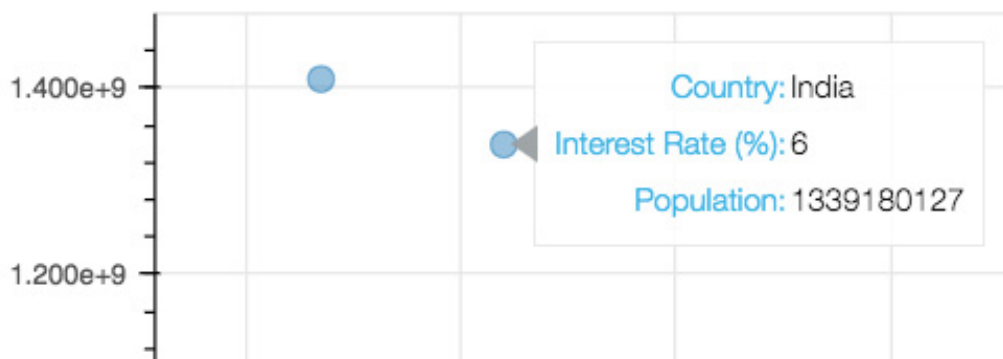 1.400e+9
Country: India
Interest Rate (%): 6
Population: 1339180127
1.200e+9